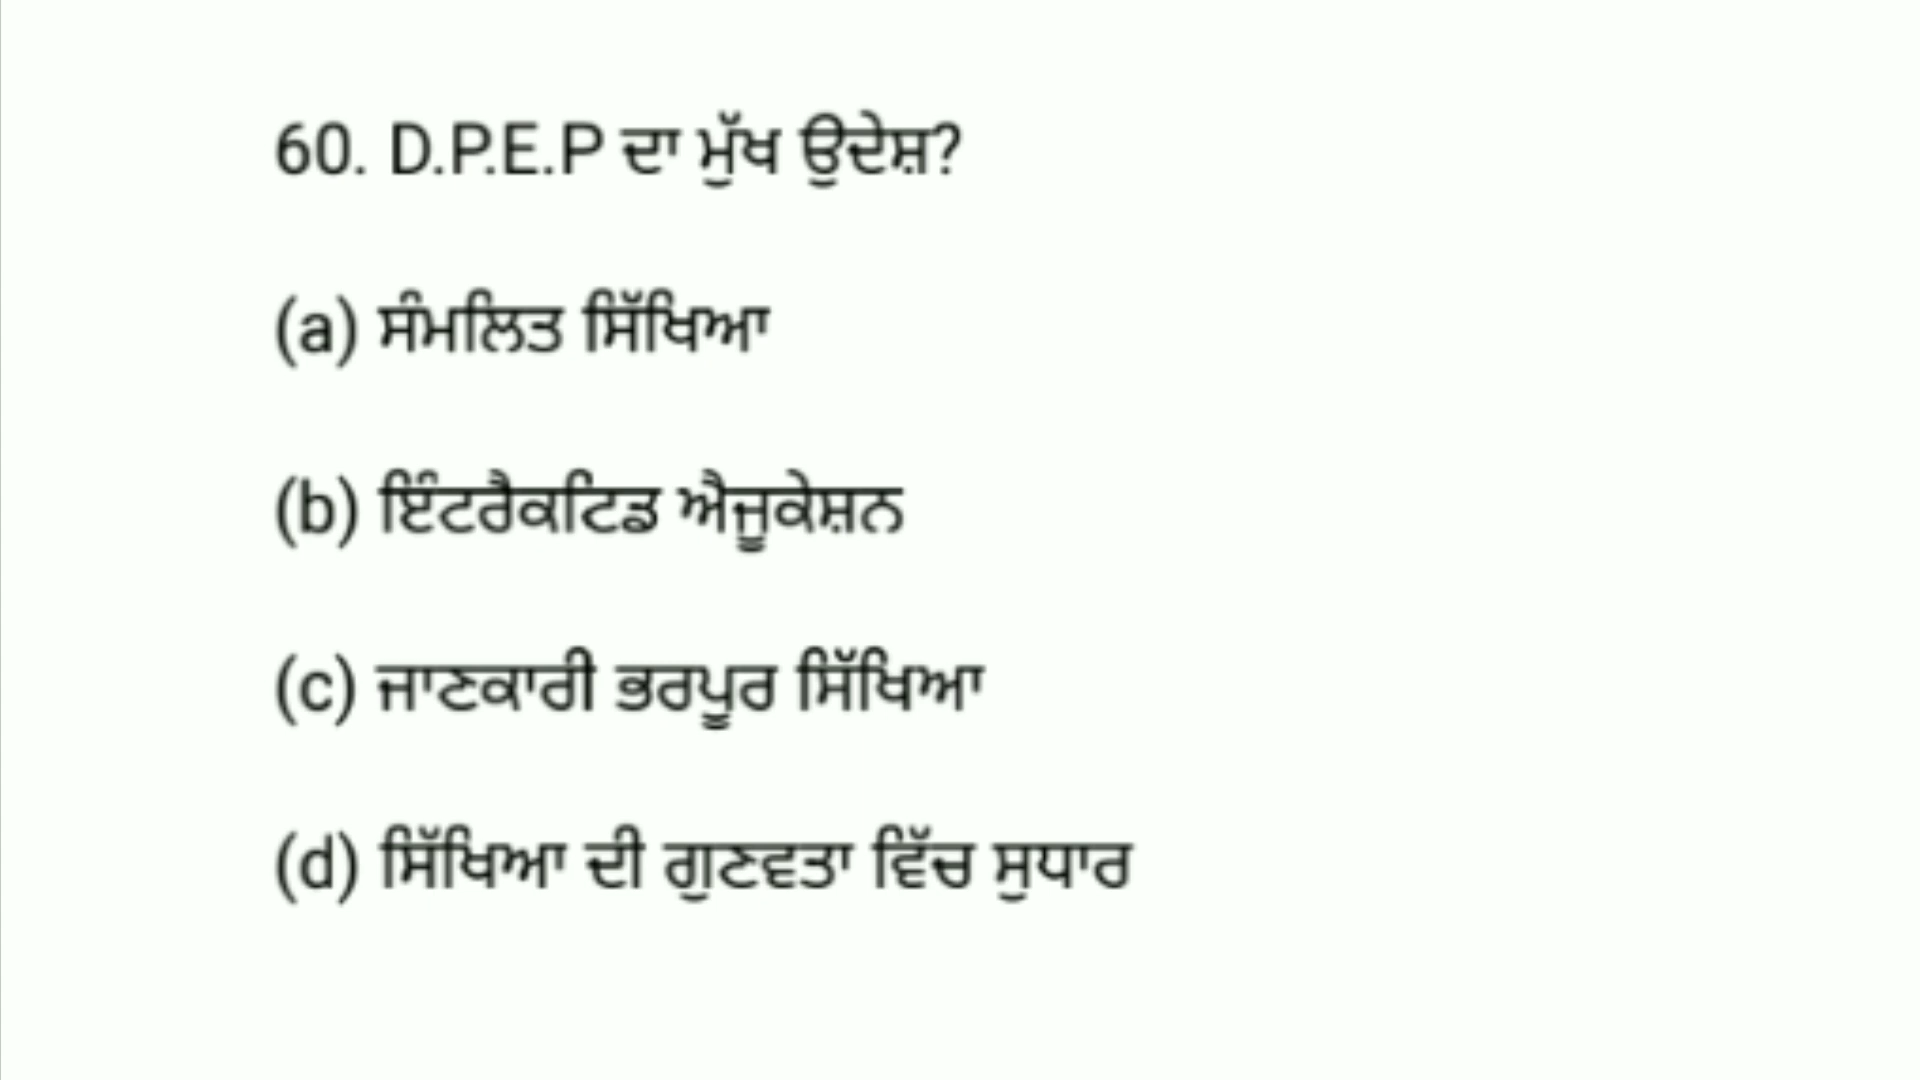 60. D.P.E.P ਦਾ ਮੁੱਖ ਉਦੇਸ਼?
(a) ਸੰਮਲਿਤ ਸਿੱਖਿਆ
(b) ਇੰਟਰੈਕਟਿਡ ਐਜੂਕੇਸ਼ਨ
(c) ਜਾਣਕਾਰੀ ਭਰਪੂਰ ਸਿੱਖਿਆ
(d) ਸਿੱਖਿਆ ਦੀ ਗੁਣਵਤਾ ਵਿੱਚ ਸੁਧਾਰ